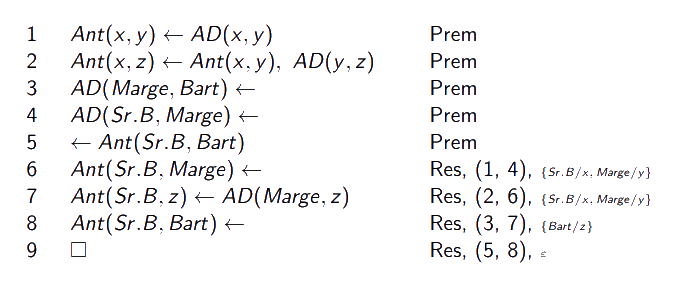 1 Ant(x, y) ← AD(x, y) Prem
2 Ant(x, z) ← Ant(x, y), AD(y, z) Prem
3 AD(Marge, Bart) ← Prem
4 AD(Sr.B, Marge) ← Prem
5 ← Ant(Sr.B, Bart) Prem
6 Ant(Sr.B, Marge) ← Res, (1, 4), {Sr.B/x, Marge/y}
7 Ant(Sr.B, z) ← AD(Marge, z) Res, (2, 6), {Sr.B/x, Marge/y}
8 Ant(Sr.B, Bart) ← Res, (3, 7), {Bart/z}
9 □ Res, (5, 8), ε